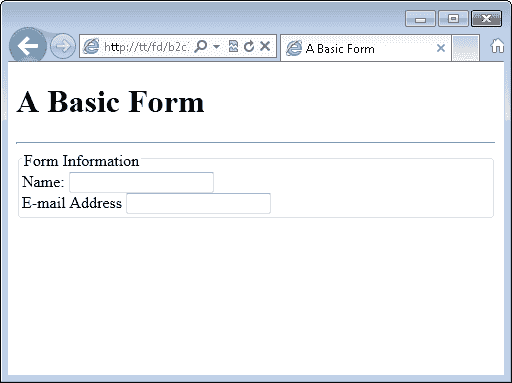 http://tt/fd/b2c
A Basic Form
A Basic Form
Form Information
Name:
E-mail Address